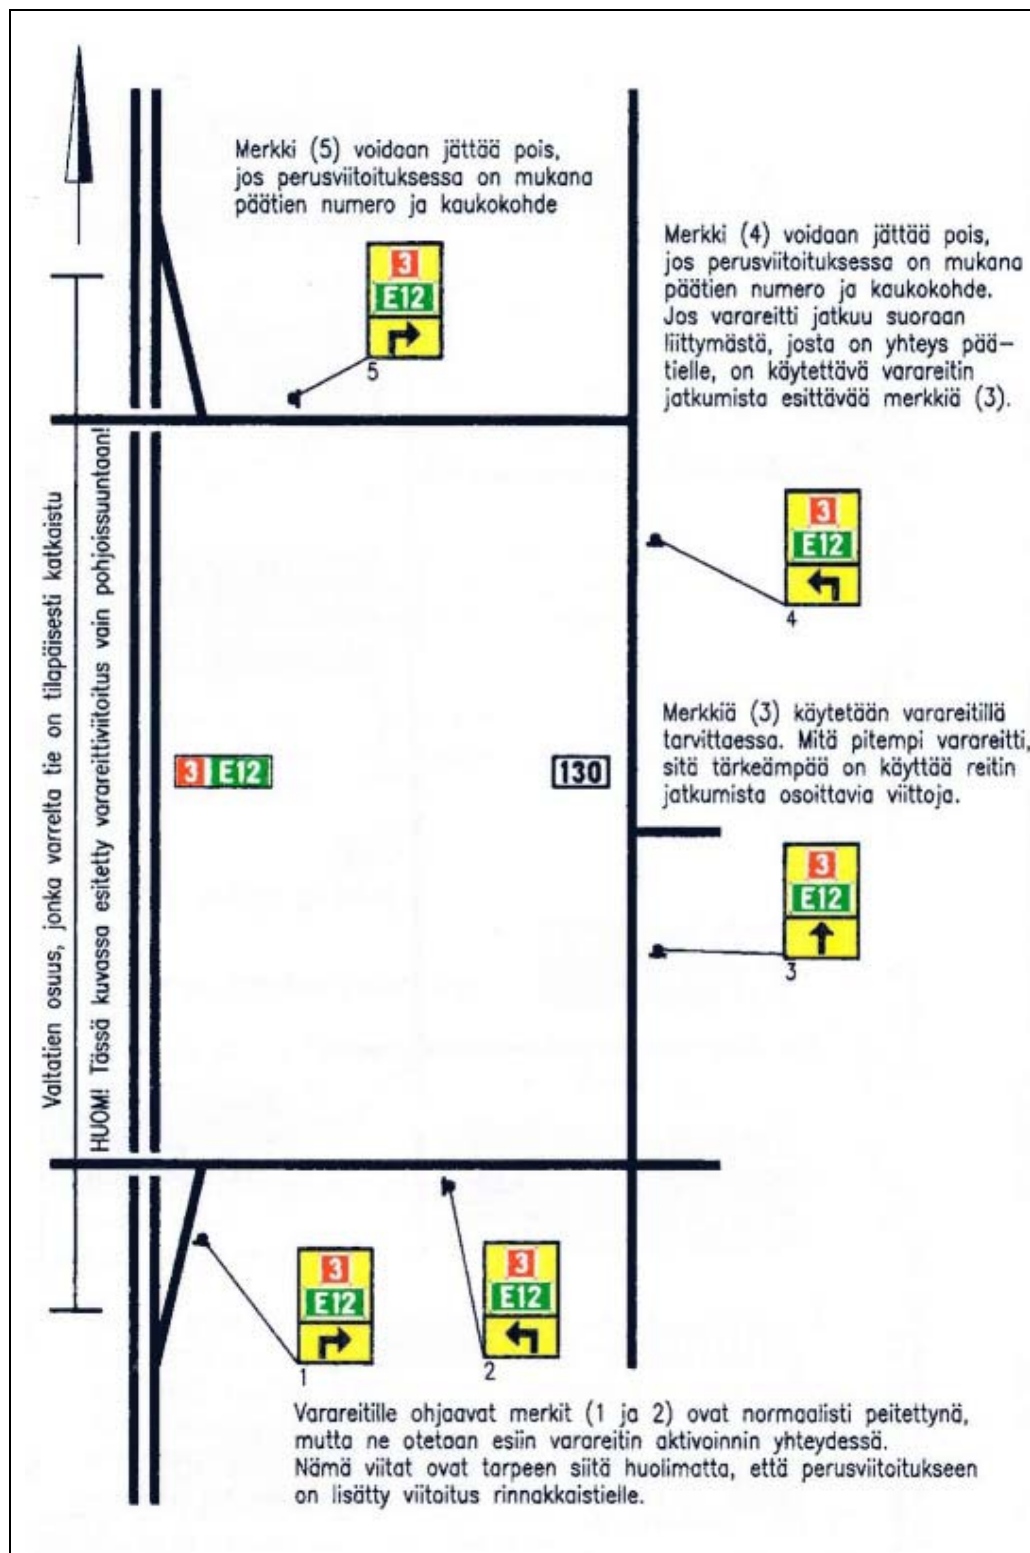 Merkki (5) voidaan jättää pois,
jos perusviitoituksessa on mukana
päätien numero ja kaukokohde
3
E12
5
Merkki (4) voidaan jättää pois,
jos perusviitoituksessa on mukana
päätien numero ja kaukokohde.
Jos varareitti jatkuu suoraan
liittymästä, josta on yhteys pää-
tielle, on käytettävä varareitin
jatkumista esittävää merkkiä (3).
3
E12
4
Valtatien osuus, jonka varrelta tie on tilapäisesti katkaistu
HUOM! Tässä kuvassa esitetty varareittiviitoitus vain pohjoissuuntaan!
3 E12
130
Merkkiä (3) käytetään varareitillä
tarvittaessa. Mitä pitempi varareitti,
sitä tärkeämpää on käyttää reitin
jatkumista osoittavia viittoja.
3
E12
3
3
E12
1
3
E12
2
Varareitille ohjaavat merkit (1 ja 2) ovat normaalisti peitettynä,
mutta ne otetaan esiin varareitin aktivoinnin yhteydessä.
Nämä viitat ovat tarpeen siitä huolimatta, että perusviitoitukseen
on lisätty viitoitus rinnakkaistielle.